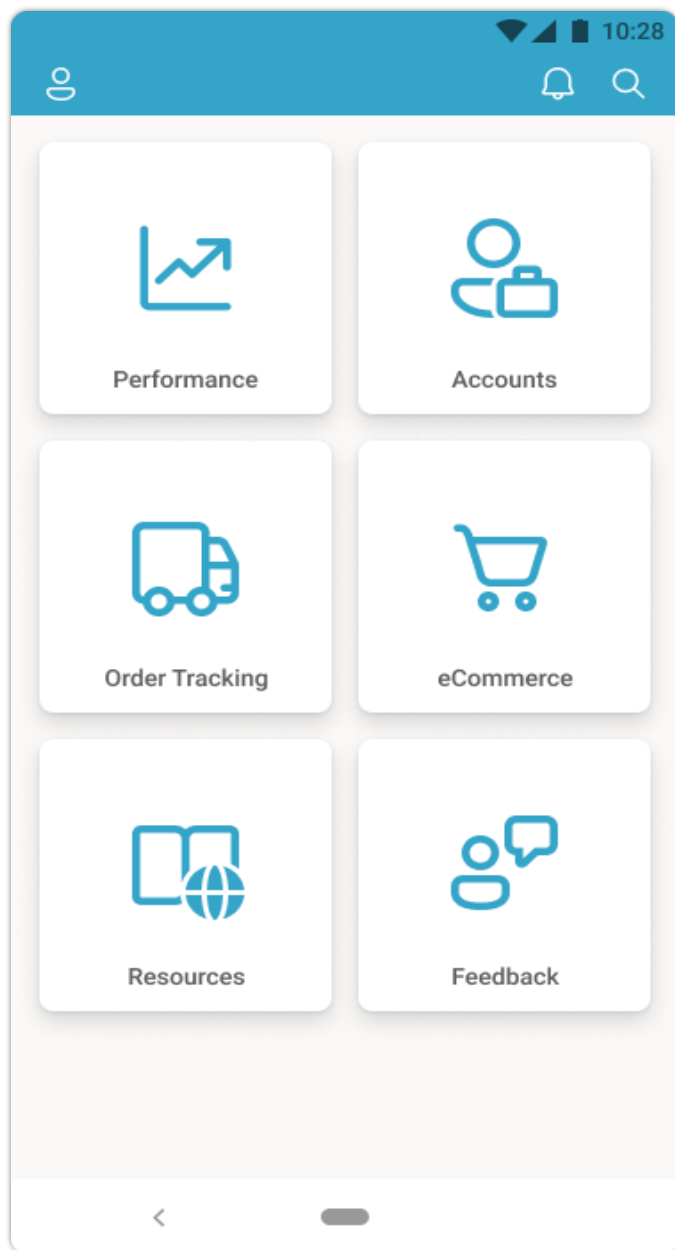 10:28
Performance
Accounts
Order Tracking
eCommerce
Resources
Feedback